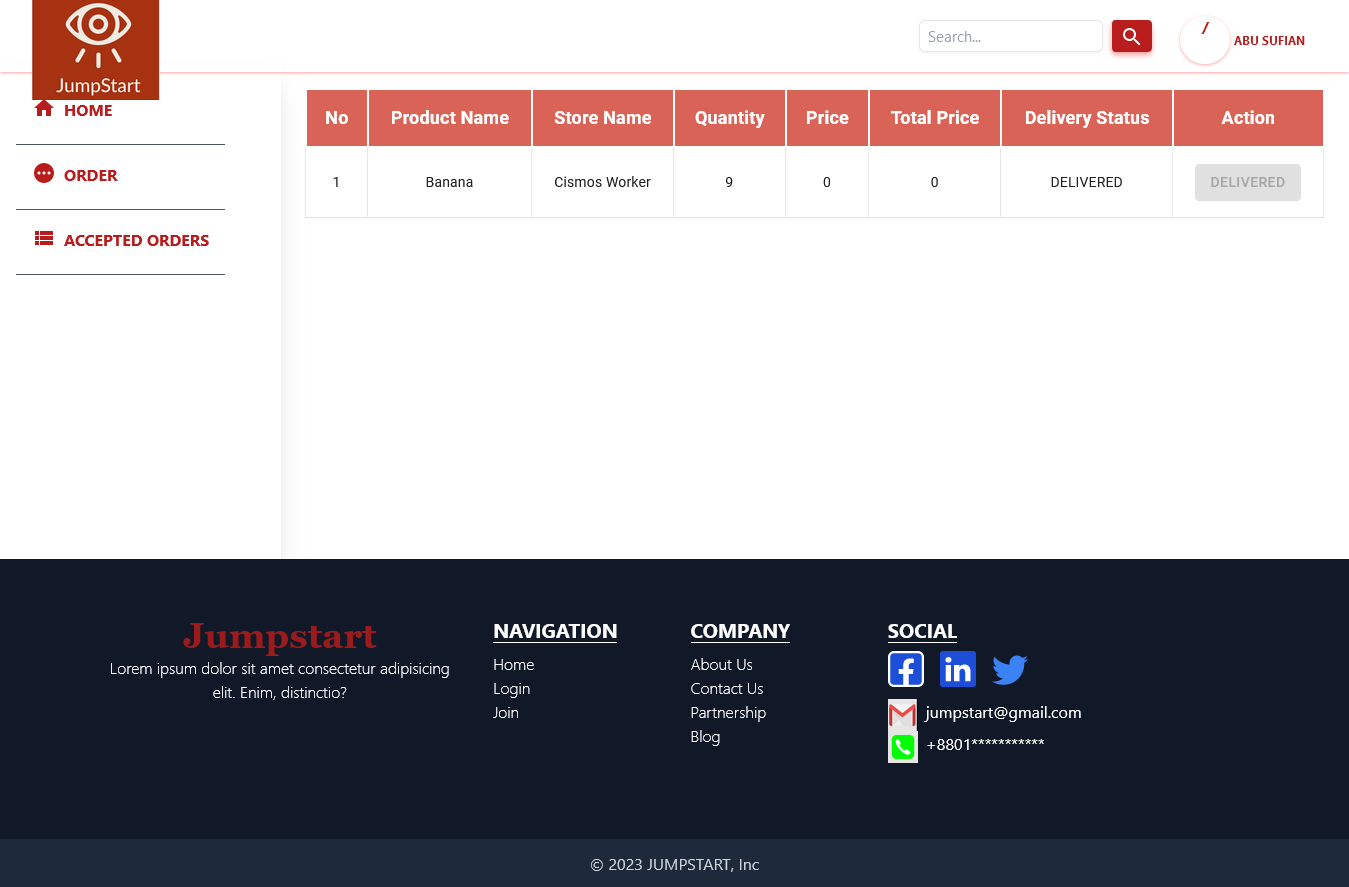 JumpStart
Search...
/
ABU SUFIAN
HOME
ORDER
ACCEPTED ORDERS
No Product Name Store Name Quantity Price Total Price Delivery Status Action
1 Banana Cismos Worker 9 0 0 DELIVERED DELIVERED
Jumpstart
Lorem ipsum dolor sit amet consectetur adipisicing
elit. Enim, distinctio?
NAVIGATION
Home
Login
Join
COMPANY
About Us
Contact Us
Partnership
Blog
SOCIAL
jumpstart@gmail.com
+8801***********
© 2023 JUMPSTART, Inc